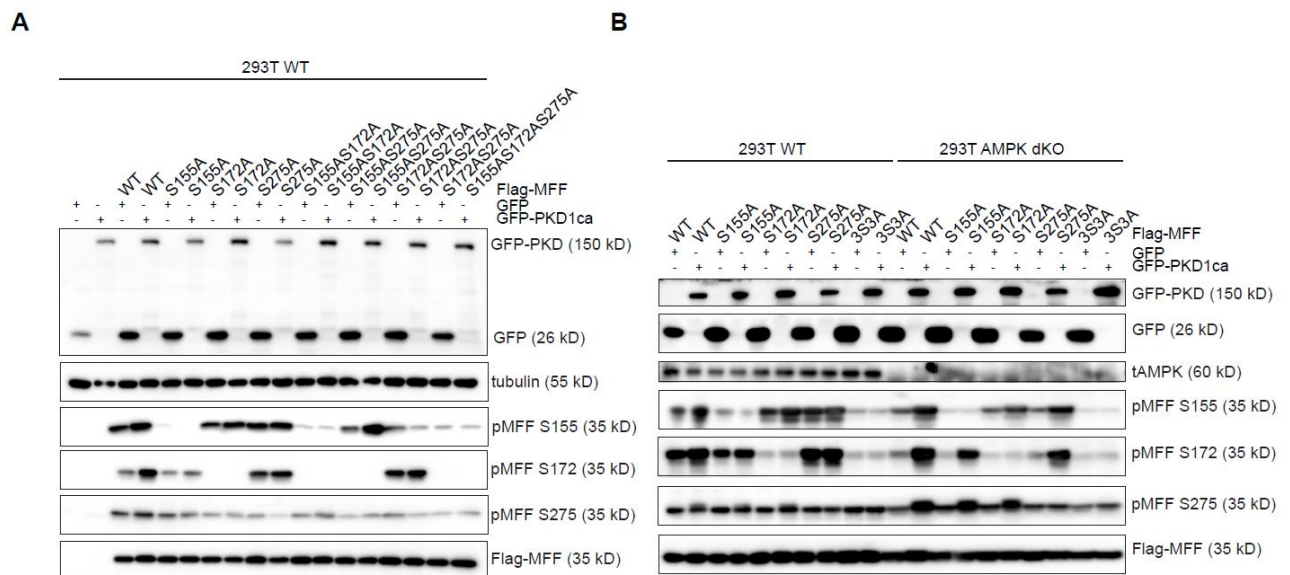 A
293T WT
WT WT S155A S155A S172A S172A S275A S275A S155AS172A S155AS172A S155AS275A S155AS275A S172AS275A S172AS275A S172AS275A S155AS172AS275A
Flag-MFF
+ - + - + - + - + - + - + - + - + - GFP
- + - + - + - + - + - + - + - + - + GFP-PKD1ca
GFP-PKD (150 kD)
GFP (26 kD)
tubulin (55 kD)
pMFF S155 (35 kD)
pMFF S172 (35 kD)
pMFF S275 (35 kD)
Flag-MFF (35 kD)
B
293T WT 293T AMPK dKO
WT WT S155A S155A S172A S172A S275A S275A 3S3A 3S3A WT WT S155A S155A S172A S172A S275A S275A 3S3A 3S3A
Flag-MFF
+ - + - + - + - + - + - + - + - + - + - GFP
- + - + - + - + - + - + - + - + - + - + GFP-PKD1ca
GFP-PKD (150 kD)
GFP (26 kD)
tAMPK (60 kD)
pMFF S155 (35 kD)
pMFF S172 (35 kD)
pMFF S275 (35 kD)
Flag-MFF (35 kD)